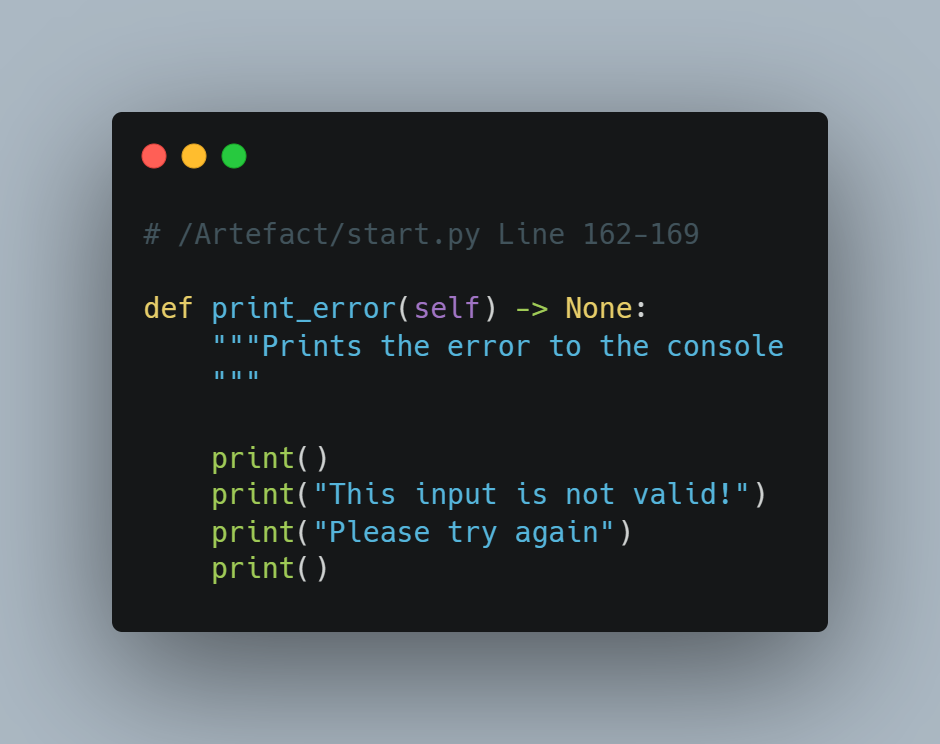 # /Artefact/start.py Line 162-169
def print_error(self) -> None:
"""Prints the error to the console
"""
print()
print("This input is not valid!")
print("Please try again")
print()